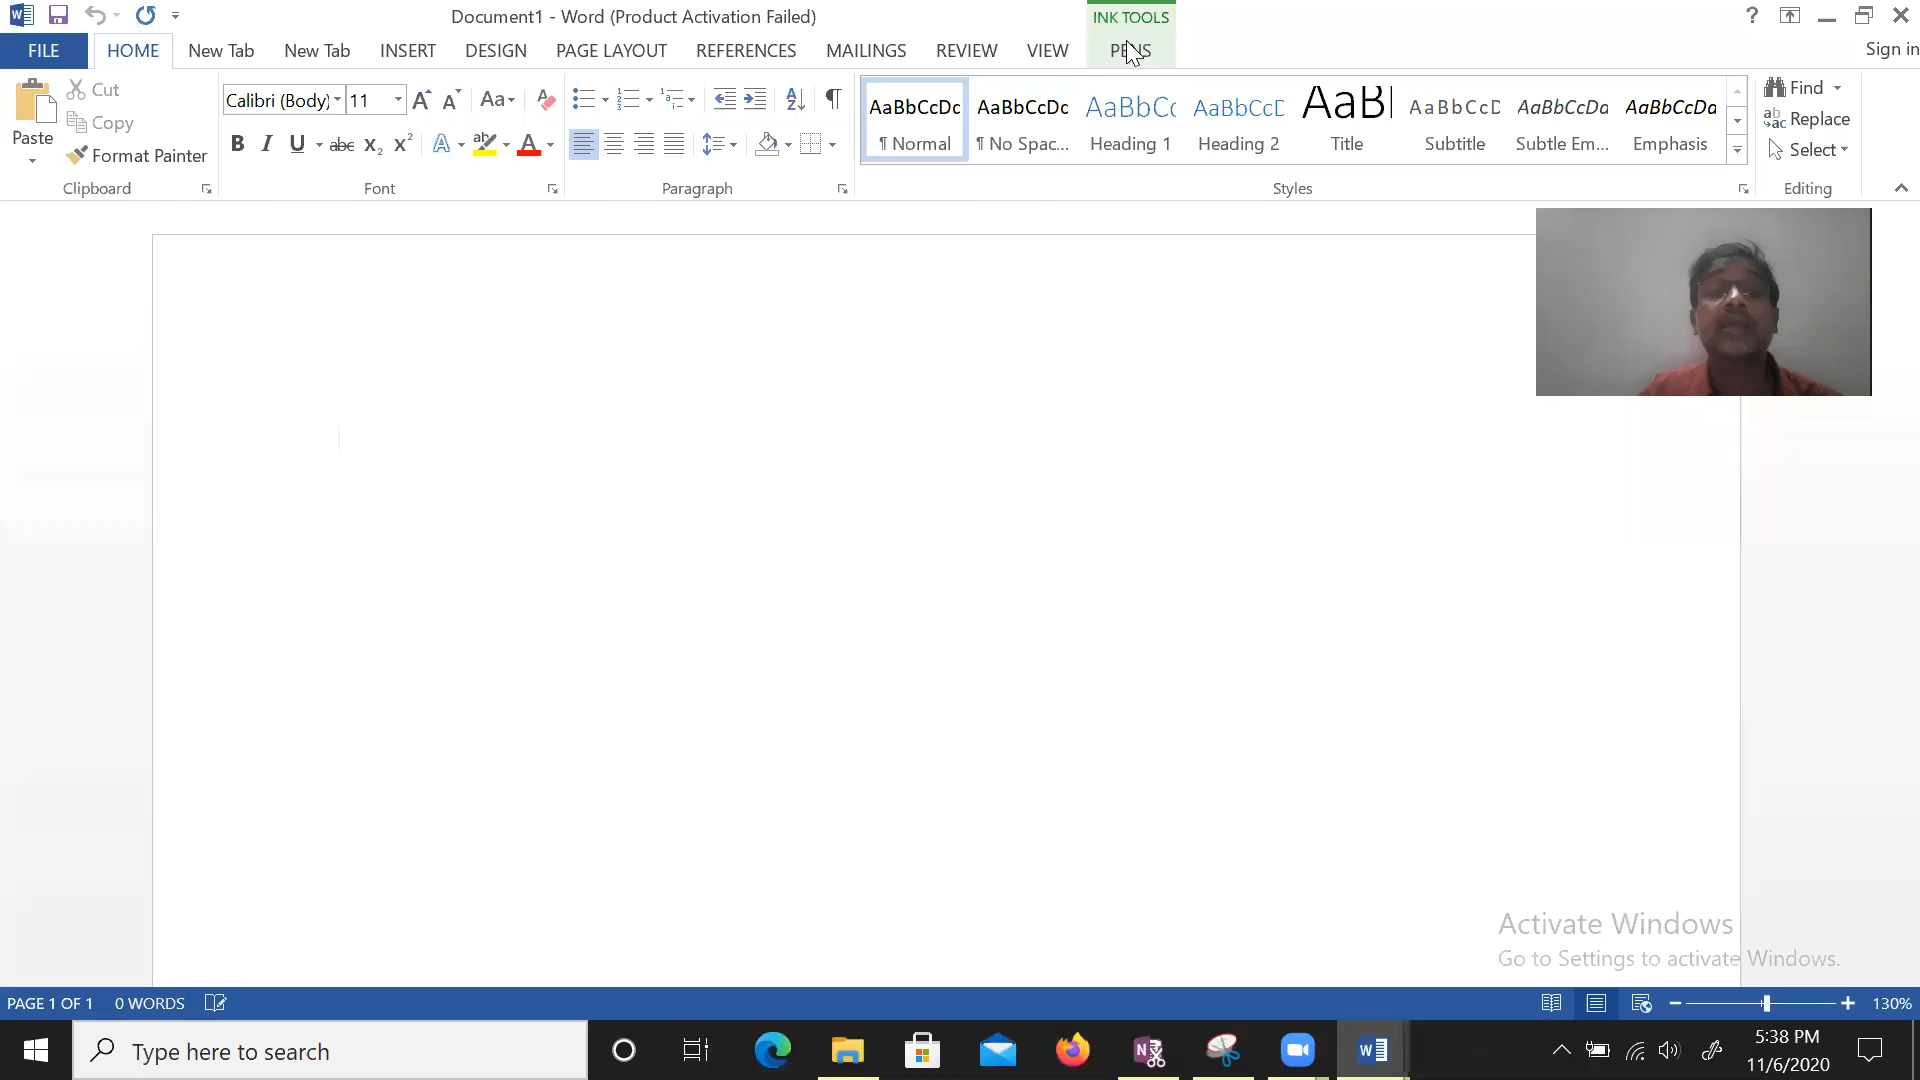 Document1 - Word (Product Activation Failed)
INK TOOLS
?
FILE HOME New Tab New Tab INSERT DESIGN PAGE LAYOUT REFERENCES MAILINGS REVIEW VIEW PENS
Sign in
Paste
Cut
Copy
Format Painter
Clipboard
Calibri (Body) 11
Aa
B I U abc X₂ X² A ab A
Font
Paragraph
AaBbCcDc AaBbCcDc AaBbCc AaBbCcD AaBl AaBbCcD AaBbCcDa AaBbCcDa
¶ Normal ¶ No Spac... Heading 1 Heading 2 Title Subtitle Subtle Em... Emphasis
Styles
Find
Replace
Select
Editing
Activate Windows
Go to Settings to activate Windows.
PAGE 1 OF 1 0 WORDS
130%
Type here to search
5:38 PM
11/6/2020